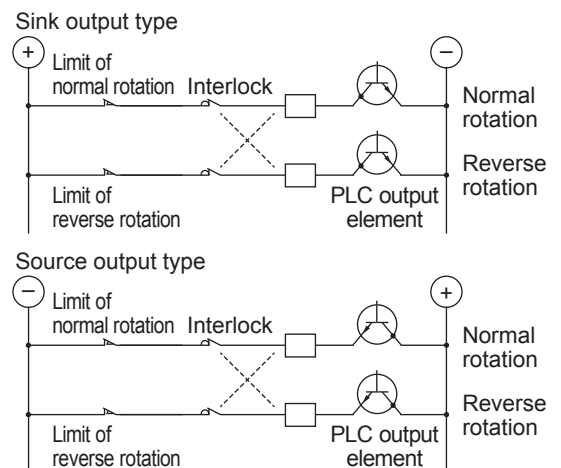 Sink output type
+
−
Limit of
normal rotation
Interlock
Normal
rotation
Limit of
reverse rotation
PLC output
element
Reverse
rotation
Source output type
−
+
Limit of
normal rotation
Interlock
Normal
rotation
Limit of
reverse rotation
PLC output
element
Reverse
rotation